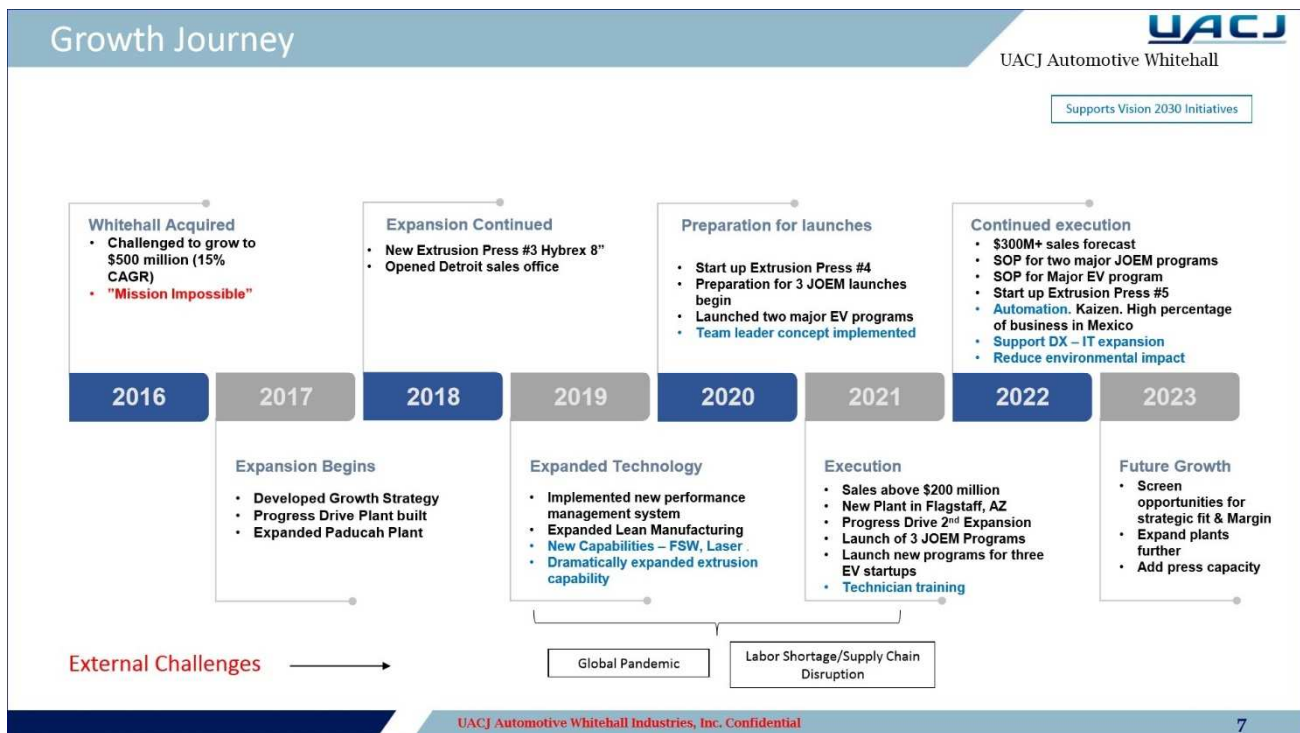 Growth Journey
UACJ
UACJ Automotive Whitehall
Supports Vision 2030 Initiatives
Whitehall Acquired
• Challenged to grow to
$500 million (15%
CAGR)
• "Mission Impossible"
Expansion Continued
• New Extrusion Press #3 Hybrex 8"
• Opened Detroit sales office
Preparation for launches
• Start up Extrusion Press #4
• Preparation for 3 JOEM launches
begin
• Launched two major EV programs
• Team leader concept implemented
Continued execution
• $300M+ sales forecast
• SOP for two major JOEM programs
• SOP for Major EV program
• Start up Extrusion Press #5
• Automation. Kaizen. High percentage
of business in Mexico
• Support DX – IT expansion
• Reduce environmental impact
2016
2017
2018
2019
2020
2021
2022
2023
Expansion Begins
• Developed Growth Strategy
• Progress Drive Plant built
• Expanded Paducah Plant
Expanded Technology
• Implemented new performance
management system
• Expanded Lean Manufacturing
• New Capabilities – FSW, Laser .
• Dramatically expanded extrusion
capability
Execution
• Sales above $200 million
• New Plant in Flagstaff, AZ
• Progress Drive 2nd Expansion
• Launch of 3 JOEM Programs
• Launch new programs for three
EV startups
• Technician training
Future Growth
• Screen
opportunities for
strategic fit & Margin
• Expand plants
further
• Add press capacity
External Challenges
Global Pandemic
Labor Shortage/Supply Chain
Disruption
UACJ Automotive Whitehall Industries, Inc. Confidential
7